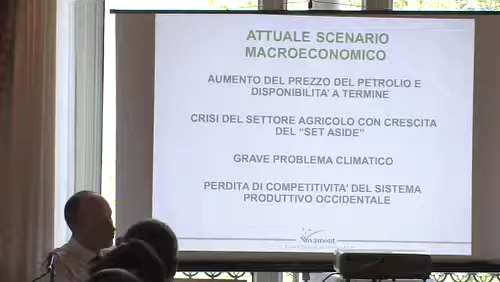 ATTUALE SCENARIO
MACROECONOMICO
AUMENTO DEL PREZZO DEL PETROLIO E
DISPONIBILITA' A TERMINE
CRISI DEL SETTORE AGRICOLO CON CRESCITA
DEL “SET ASIDE”
GRAVE PROBLEMA CLIMATICO
PERDITA DI COMPETITIVITA' DEL SISTEMA
PRODUTTIVO OCCIDENTALE
Novamont